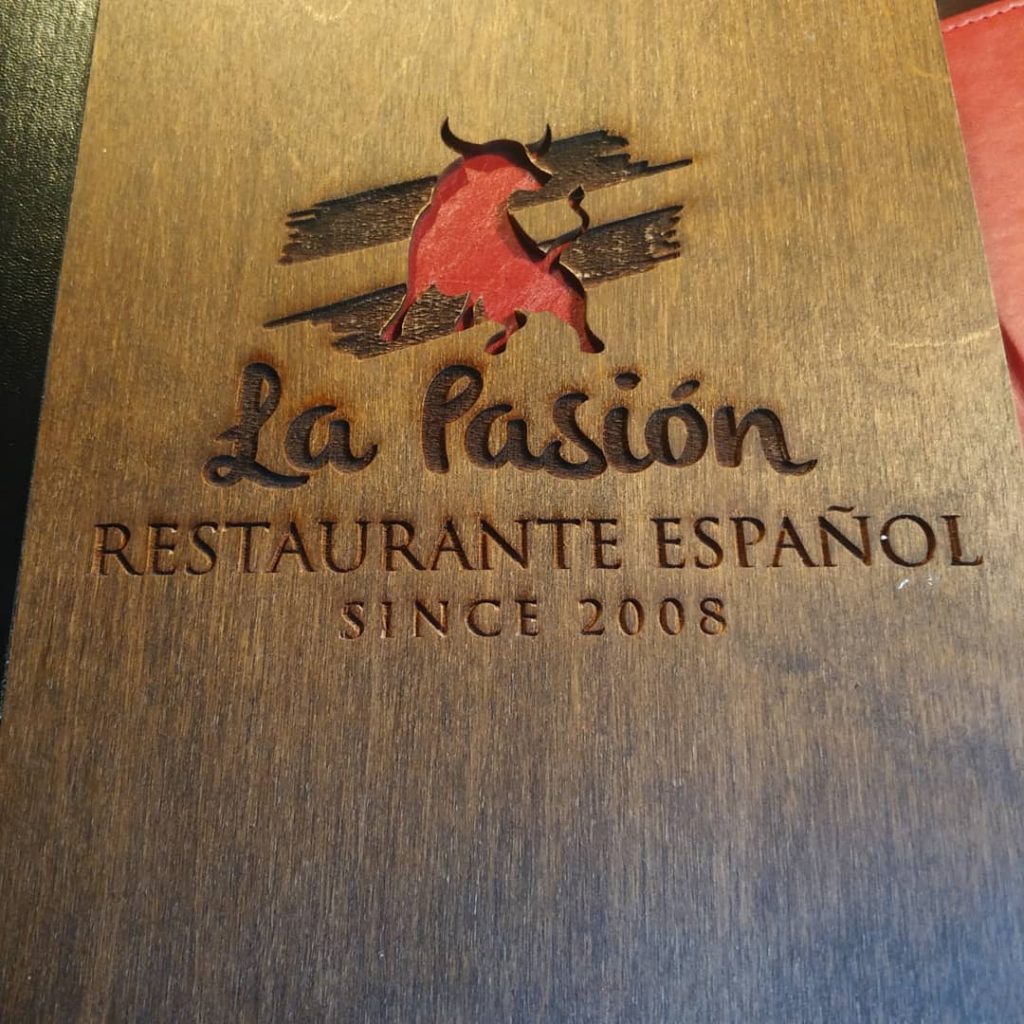 La Pasión
RESTAURANTE ESPAÑOL
SINCE 2008